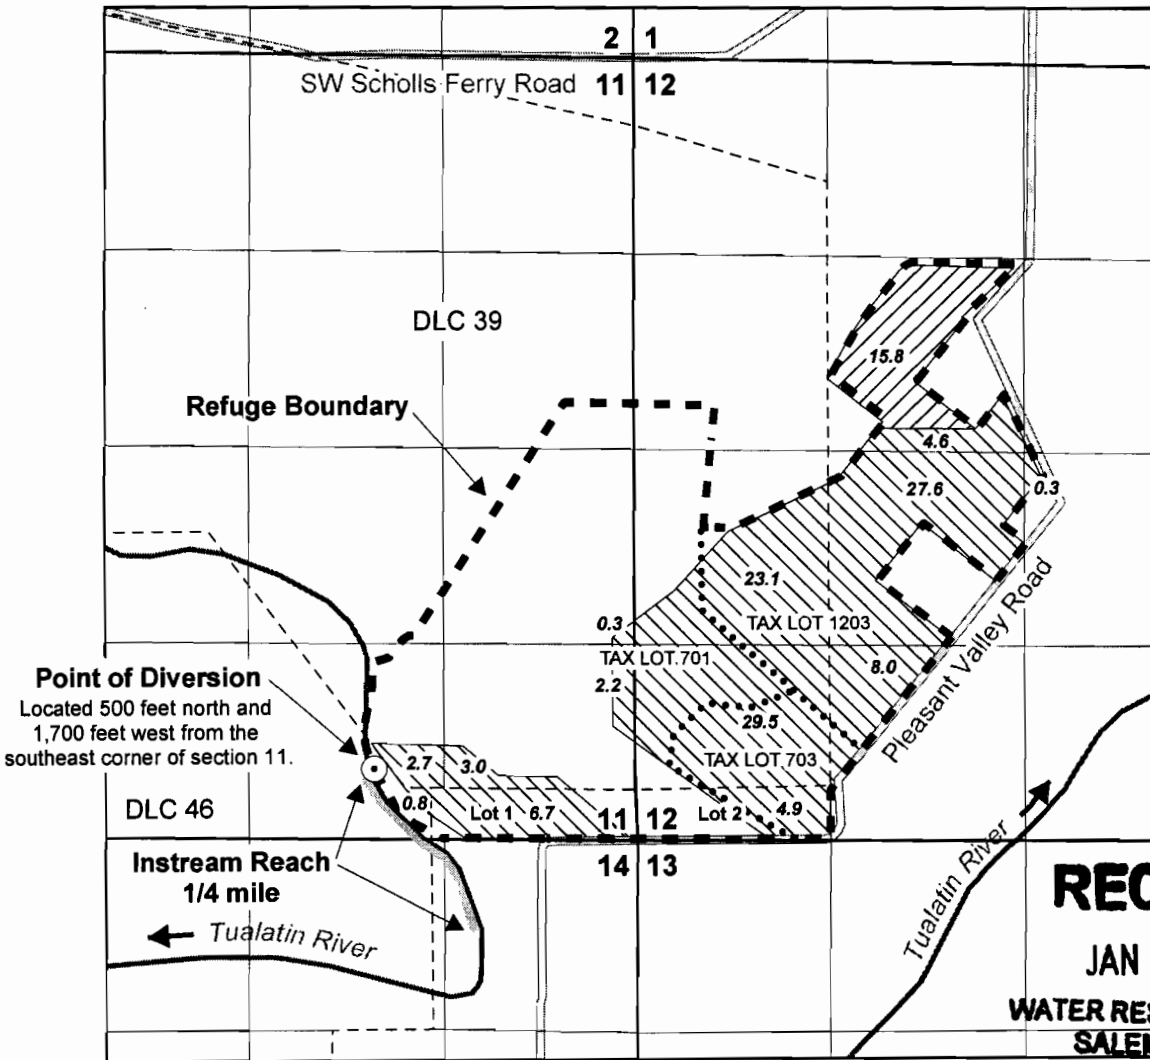 2 1
SW Scholls Ferry Road 11 12
DLC 39
Refuge Boundary
15.8
4.6
27.6
0.3
23.1
TAX LOT 1203
0.3
TAX LOT 701
2.2
8.0
Pleasant Valley Road
Point of Diversion
Located 500 feet north and
1,700 feet west from the
southeast corner of section 11.
29.5
TAX LOT 703
2.7
3.0
DLC 46
0.8
Lot 1
6.7
11 12
Lot 2
4.9
14 13
Instream Reach
1/4 mile
Tualatin River
Tualatin River
JAN
WATER